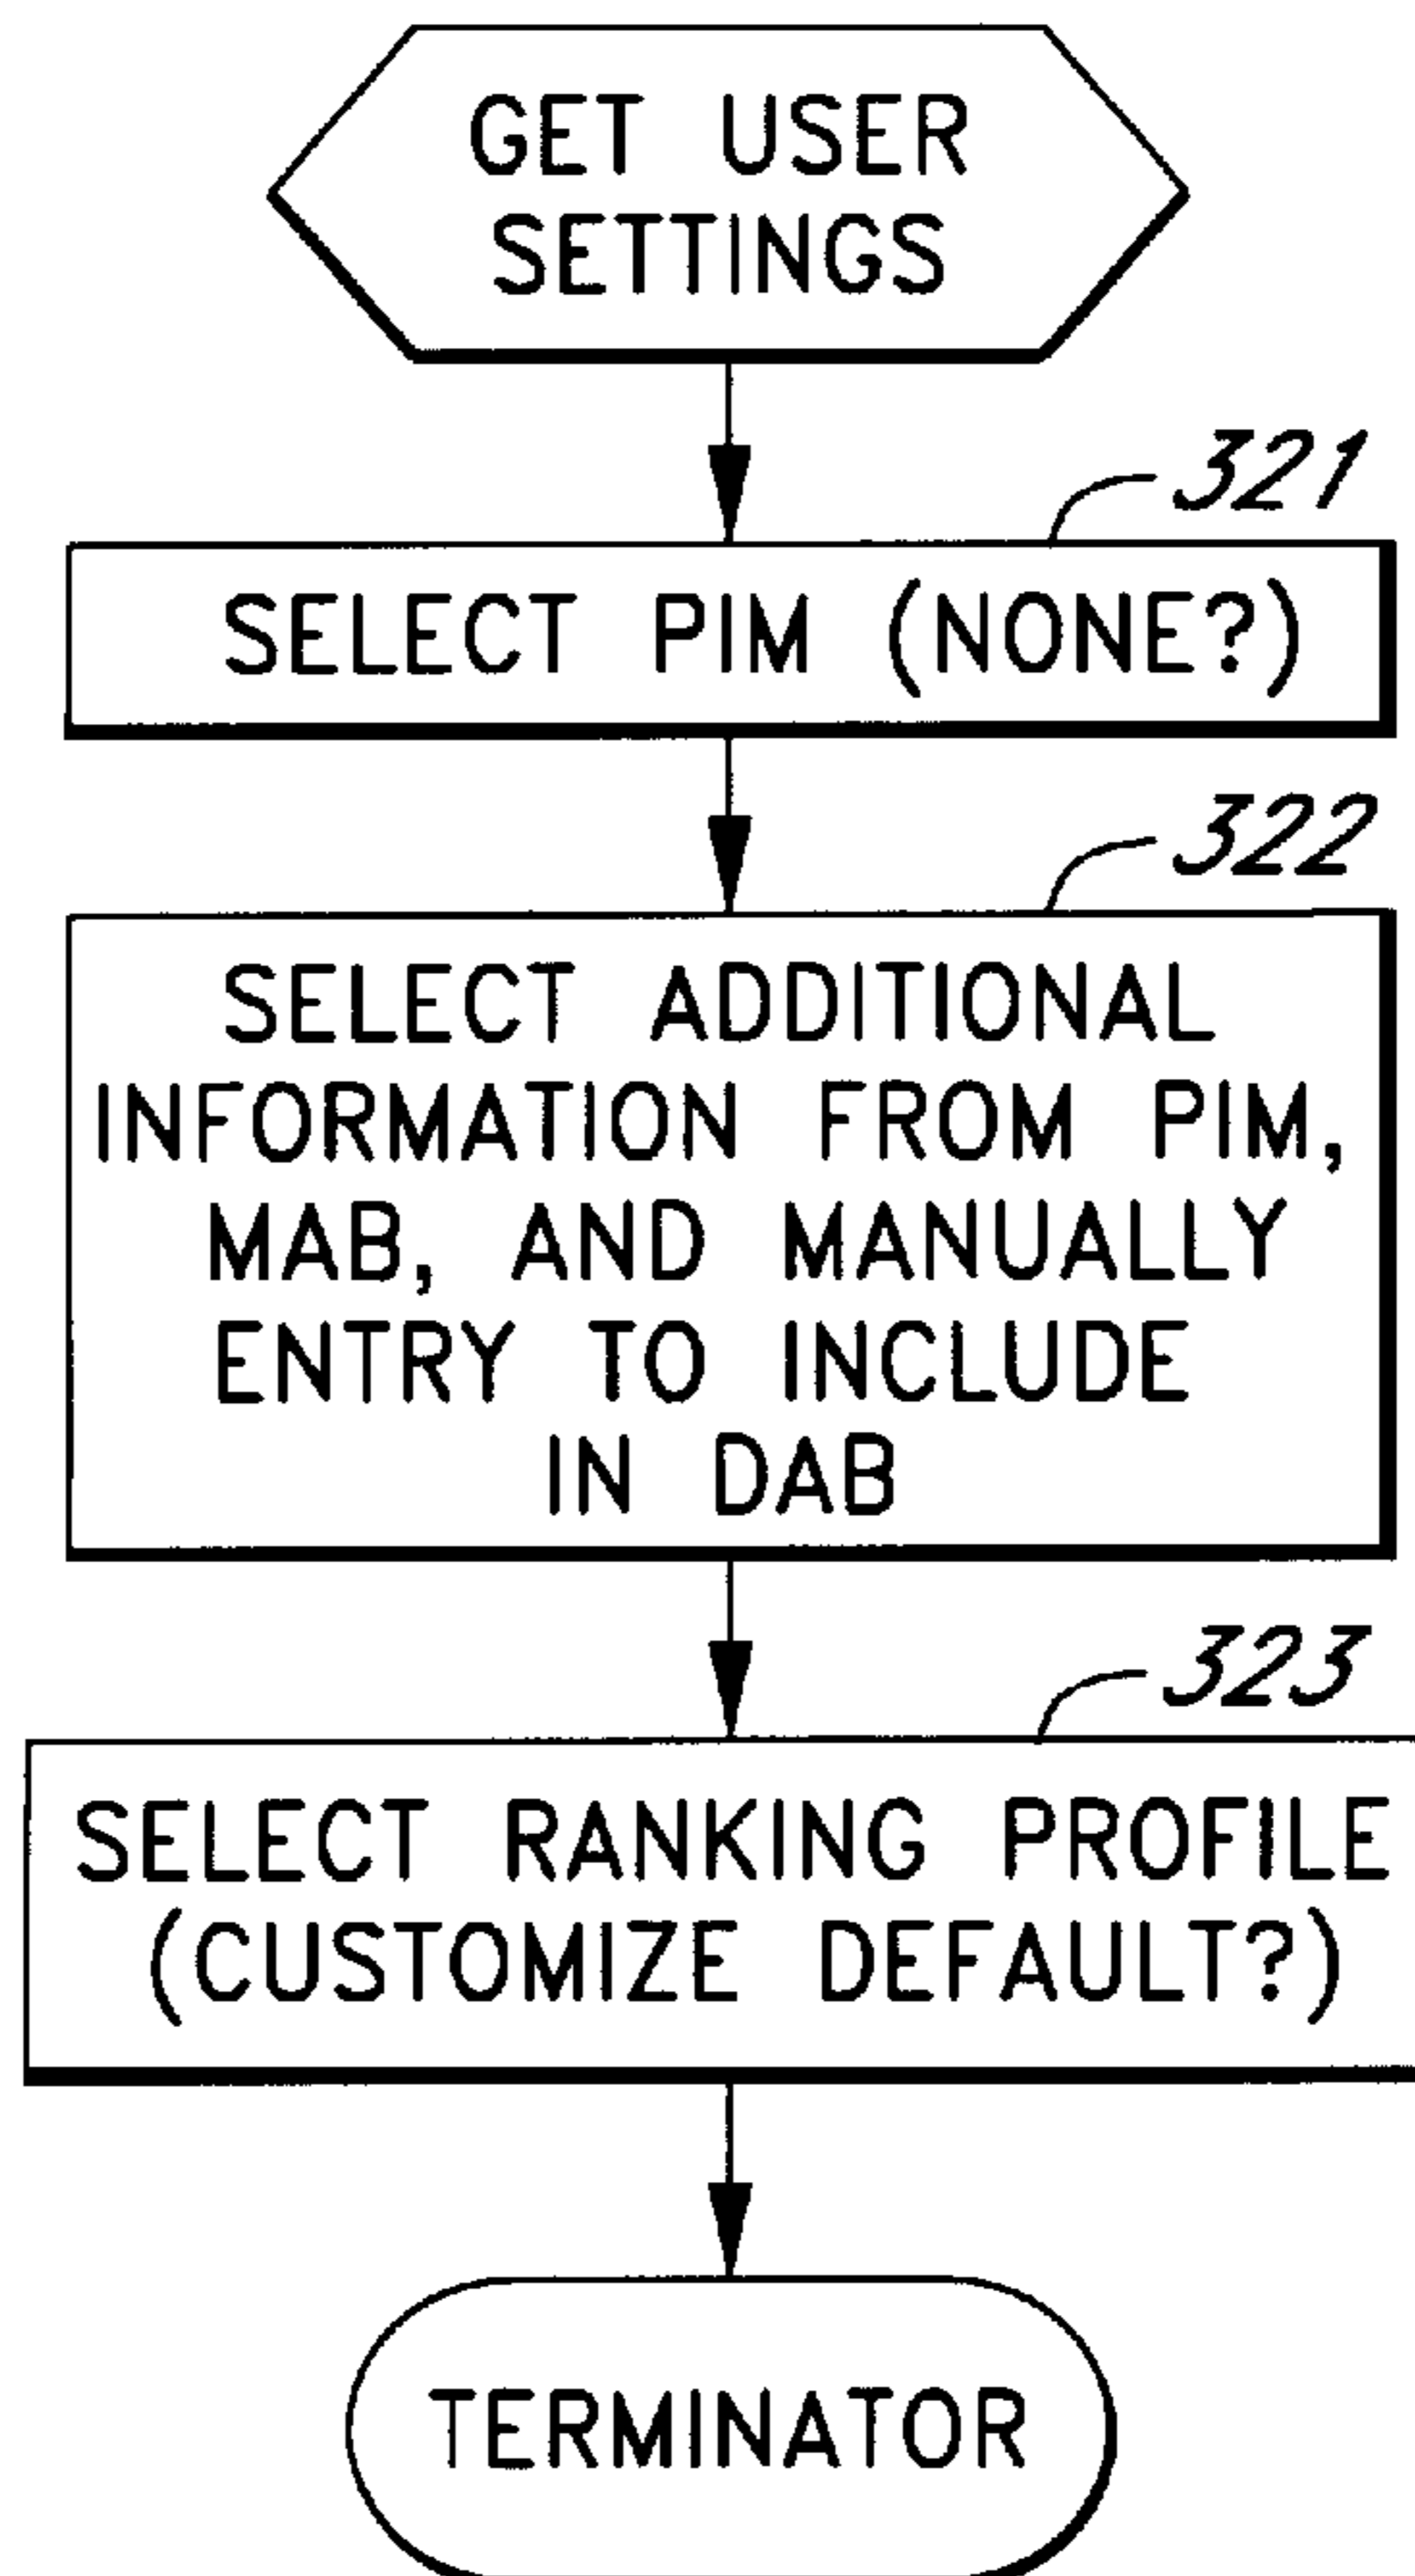 GET USER
SETTINGS
321
SELECT PIM (NONE?)
322
SELECT ADDITIONAL
INFORMATION FROM PIM,
MAB, AND MANUALLY
ENTRY TO INCLUDE
IN DAB
323
SELECT RANKING PROFILE
(CUSTOMIZE DEFAULT?)
TERMINATOR